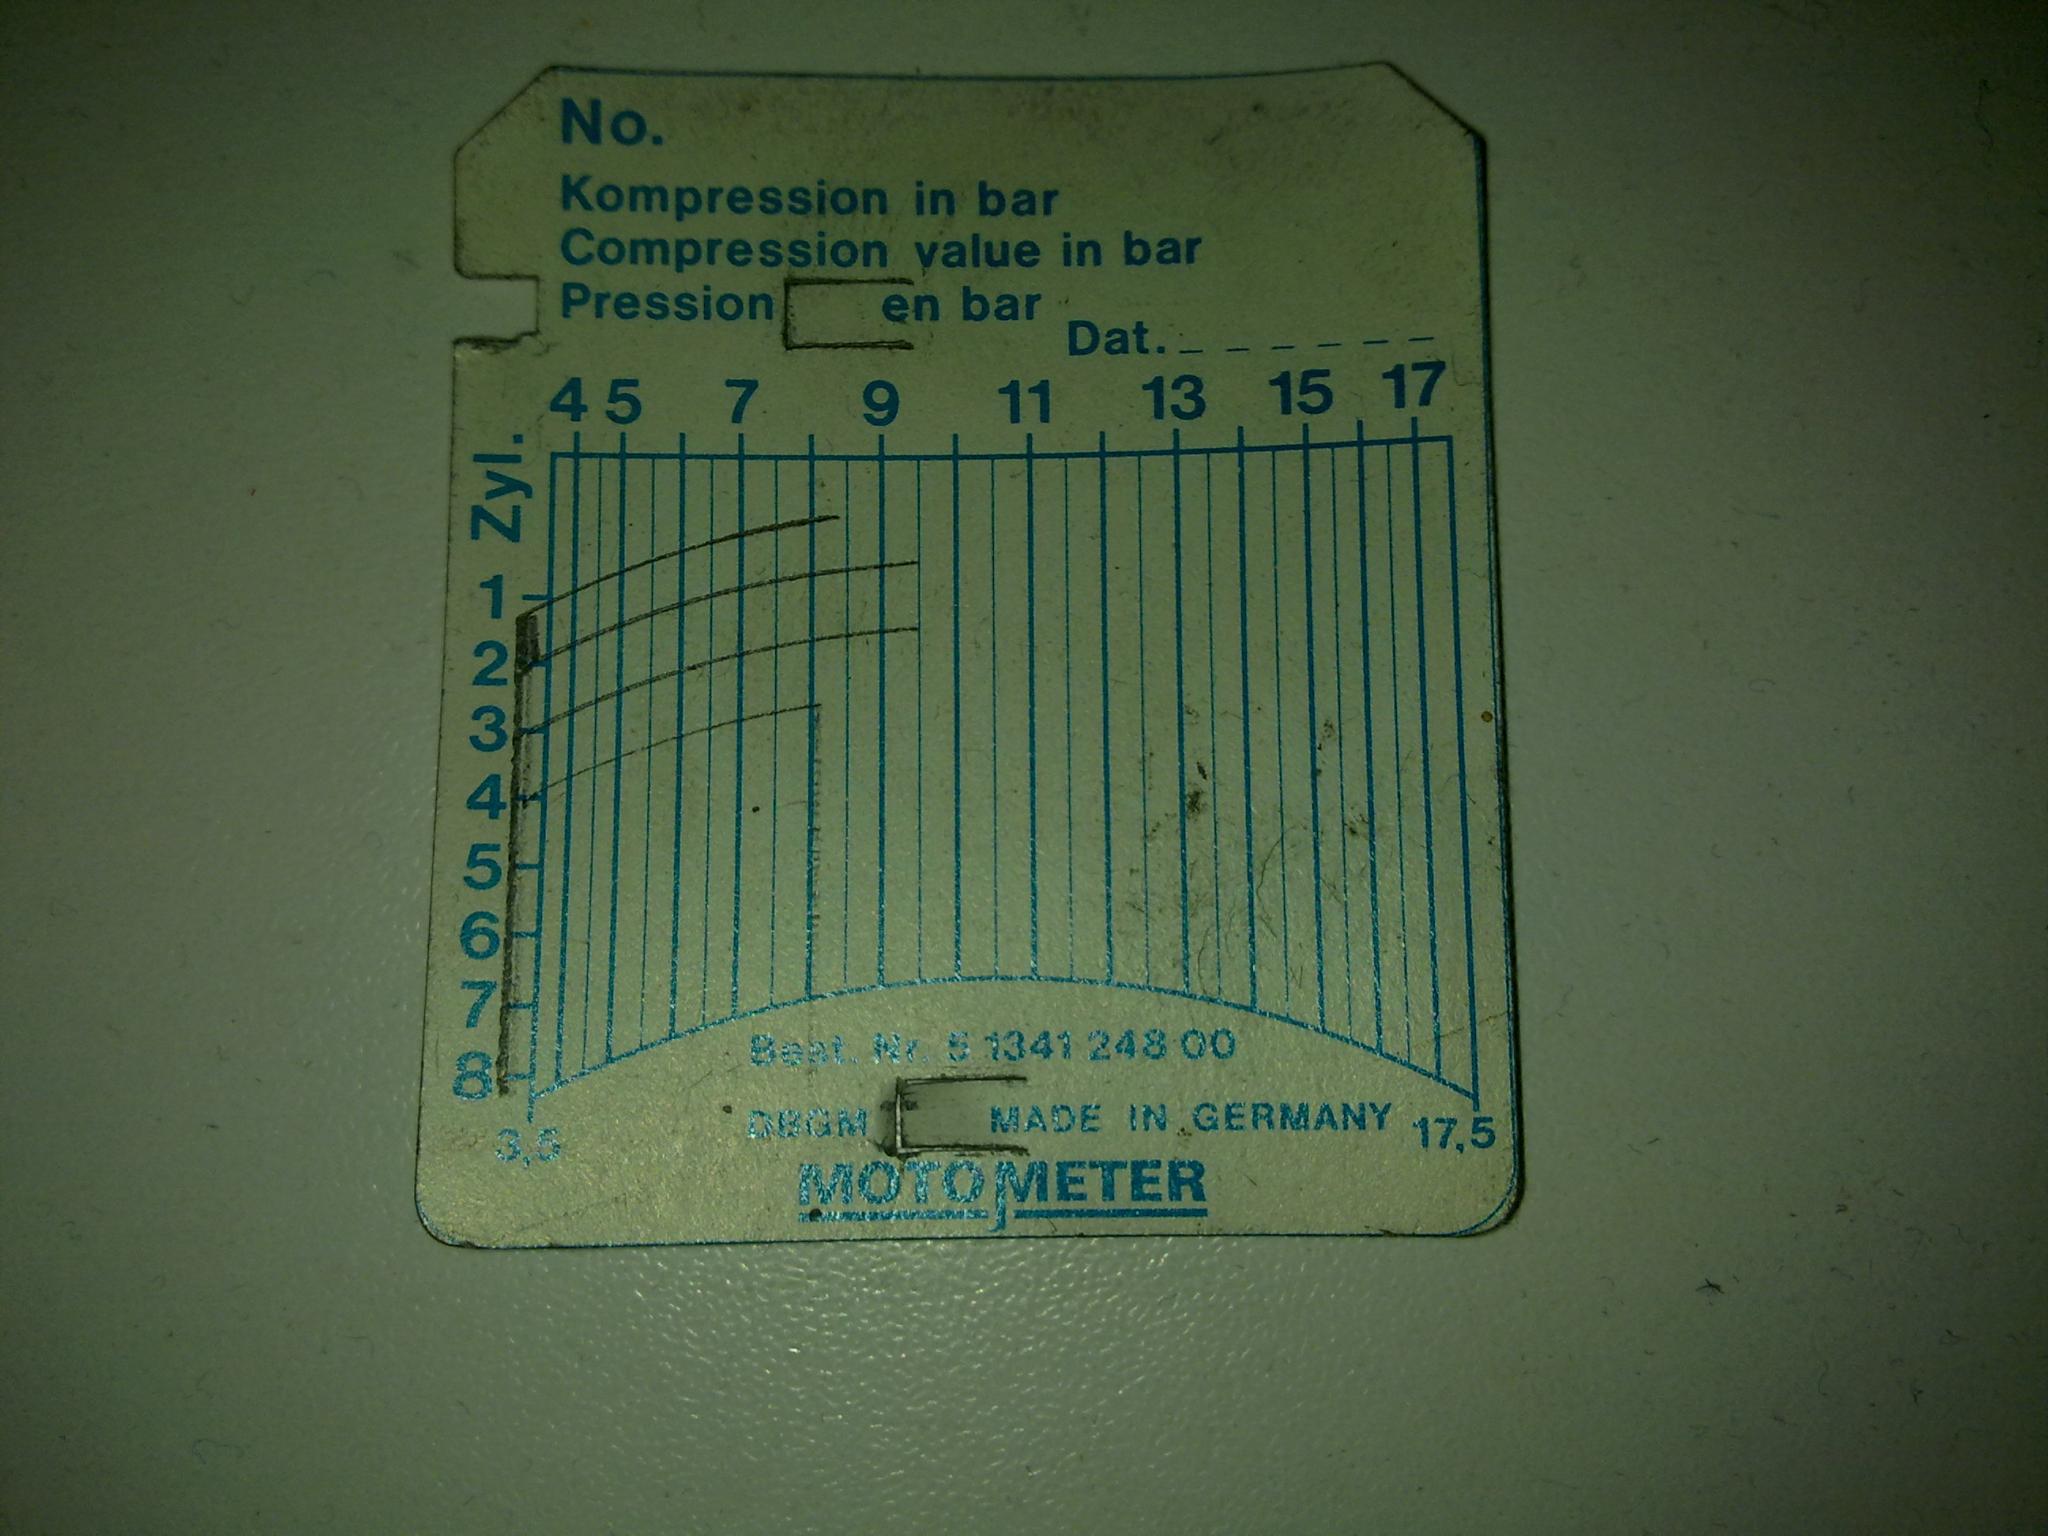 No.
Kompression in bar
Compression value in bar
Pression en bar
Dat. _ _ _ _ _ _
4 5 7 9 11 13 15 17
Zyl.
1
2
3
4
5
6
7
8
3,5
17,5
Best. Nr. 5 1341 248 00
DBGM MADE IN GERMANY
MOTOMETER